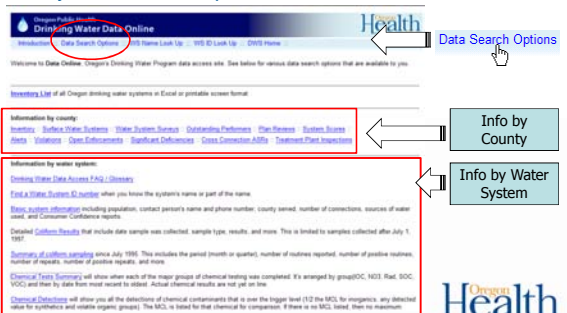 Oregon Public Health
Drinking Water Data Online
Oregon
Health
Introduction :: Data Search Options :: WS Name Look Up :: WS ID Look Up :: DWS Home ::
Data Search Options
Welcome to Data Online, Oregon's Drinking Water Program data access site. See below for various data search options that are available to you.
Inventory List of all Oregon drinking water systems in Excel or printable screen format
Information by county:
Inventory :: Surface Water Systems :: Water System Surveys :: Outstanding Performers :: Plan Reviews :: System Scores
Alerts :: Violations :: Open Enforcements :: Significant Deficiencies :: Cross Connection ASRs :: Treatment Plant Inspections
Info by
County
Information by water system:
Drinking Water Data Access FAQ / Glossary
Find a Water System ID number when you know the system's name or part of the name.
Basic system information including population, contact person's name and phone number, county served, number of connections, sources of water
used, and Consumer Confidence reports.
Info by Water
System
Detailed Coliform Results that include date sample was collected, sample type, results, and more. This is limited to samples collected after July 1,
1997.
Summary of coliform sampling since July 1995. This includes the period (month or quarter), number of routines reported, number of positive routines,
number of repeats, number of positive repeats, and more.
Chemical Tests Summary will show when each of the major groups of chemical testing was completed. It's arranged by group(IOC, NO3, Rad, SOC,
VOC) and then by date from most recent to oldest. Actual chemical results are not yet on line
Chemical Detections will show you all the detections of chemical contaminants that is over the trigger level (1/2 the MCL for inorganics, any detected
value for synthetics and volatile organic groups). The MCL is listed for that chemical for comparison. If there is no MCL listed, then no maximum
Oregon
Health